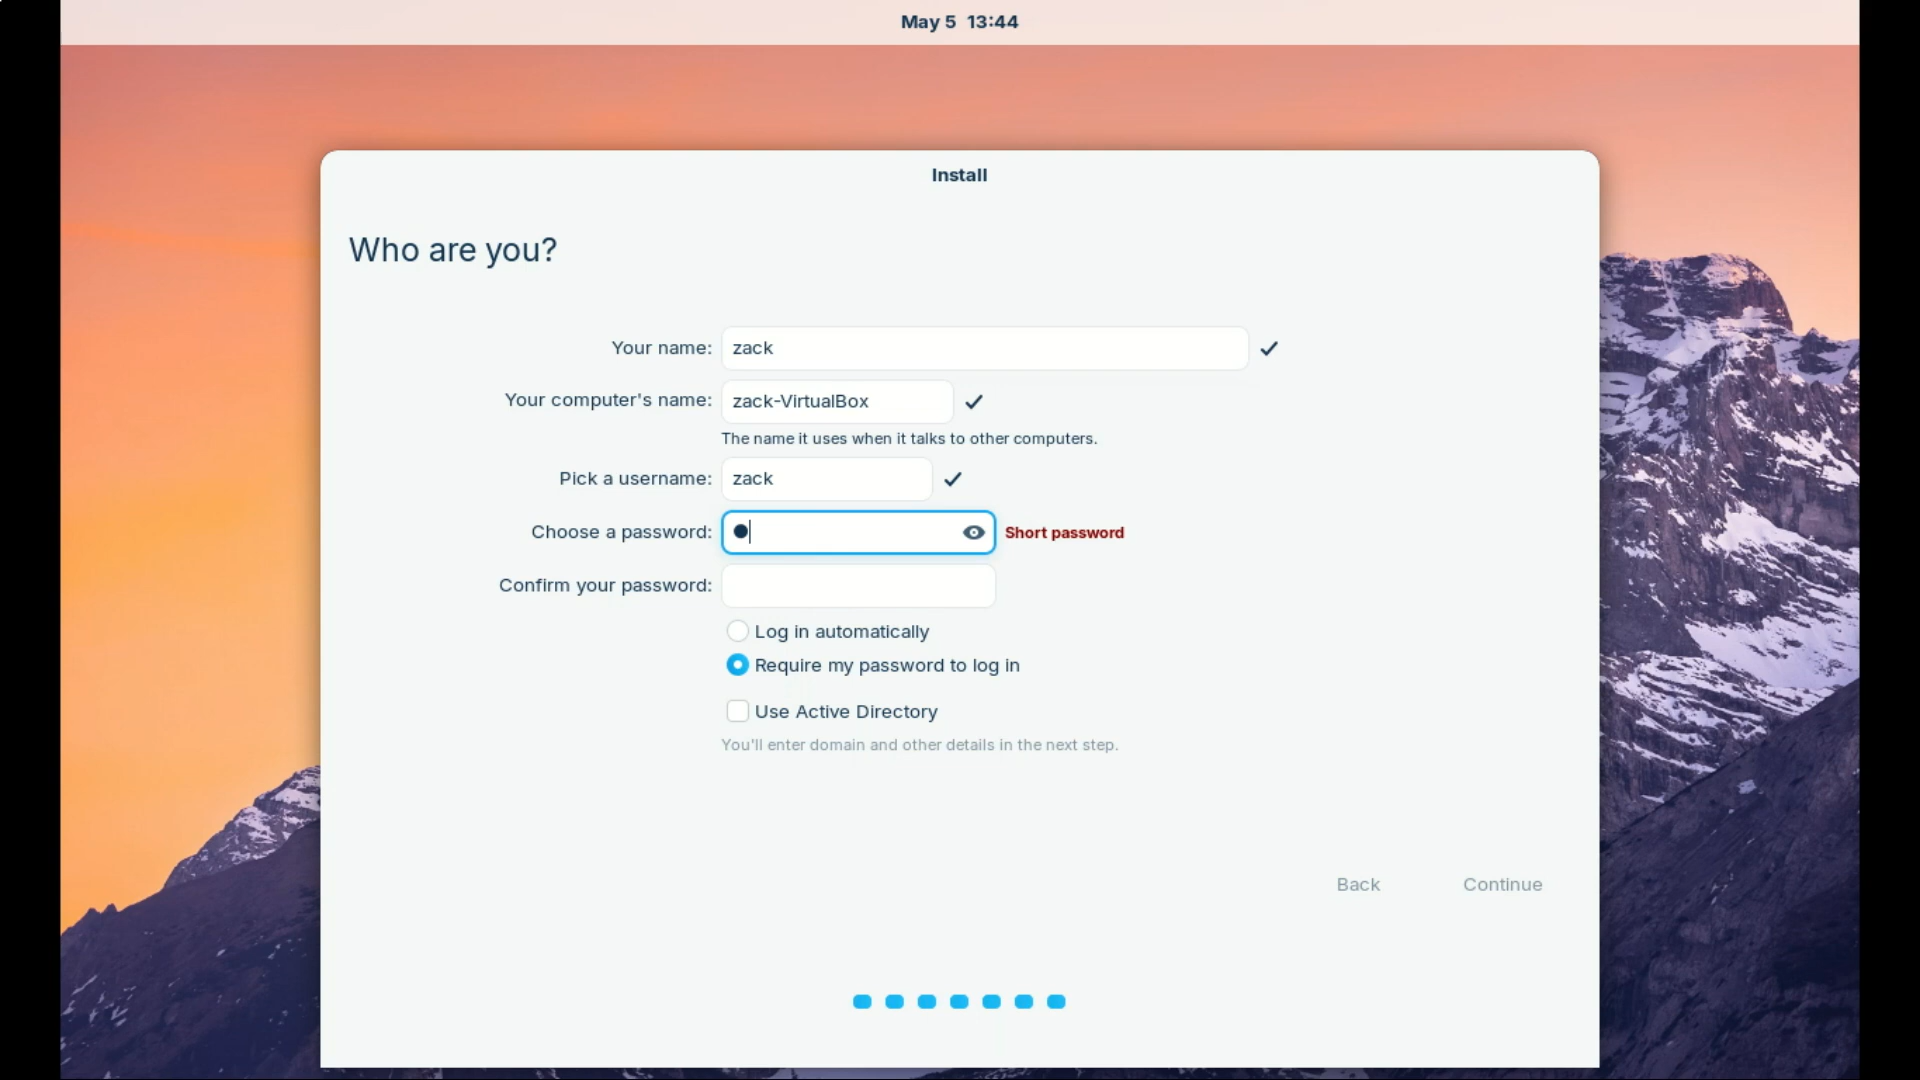 May 5 13:44
Install
Who are you?
Your name: zack
Your computer's name: zack-VirtualBox
The name it uses when it talks to other computers.
Pick a username: zack
Choose a password: ● Short password
Confirm your password:
Log in automatically
Require my password to log in
Use Active Directory
You'll enter domain and other details in the next step.
Back Continue